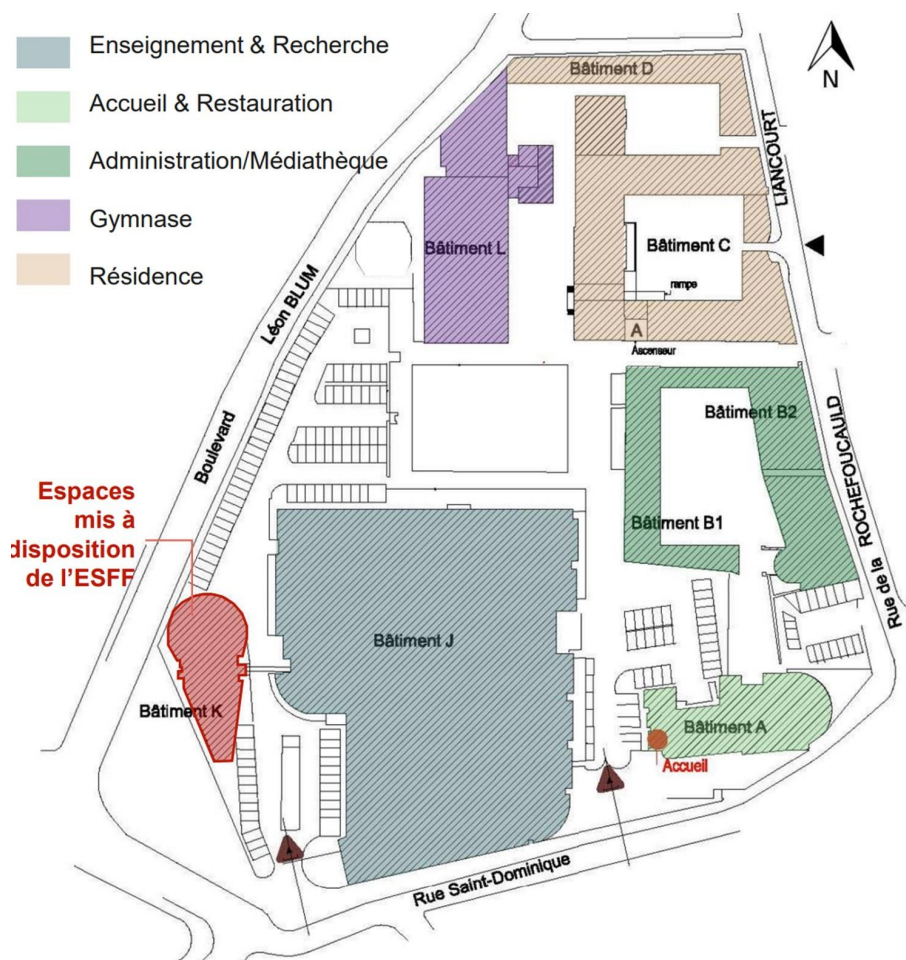 Enseignement & Recherche
Accueil & Restauration
Administration/Médiathèque
Gymnase
Résidence
N
Bâtiment D
LIANCOURT
Bâtiment L
Bâtiment C
rampe
A
Ascenseur
Léon BLUM
Boulevard
Bâtiment B2
Bâtiment B1
Rue de la ROCHEFOUCAULD
Espaces
mis à
disposition
de l'ESFF
Bâtiment J
Bâtiment K
Bâtiment A
Accueil
Rue Saint-Dominique